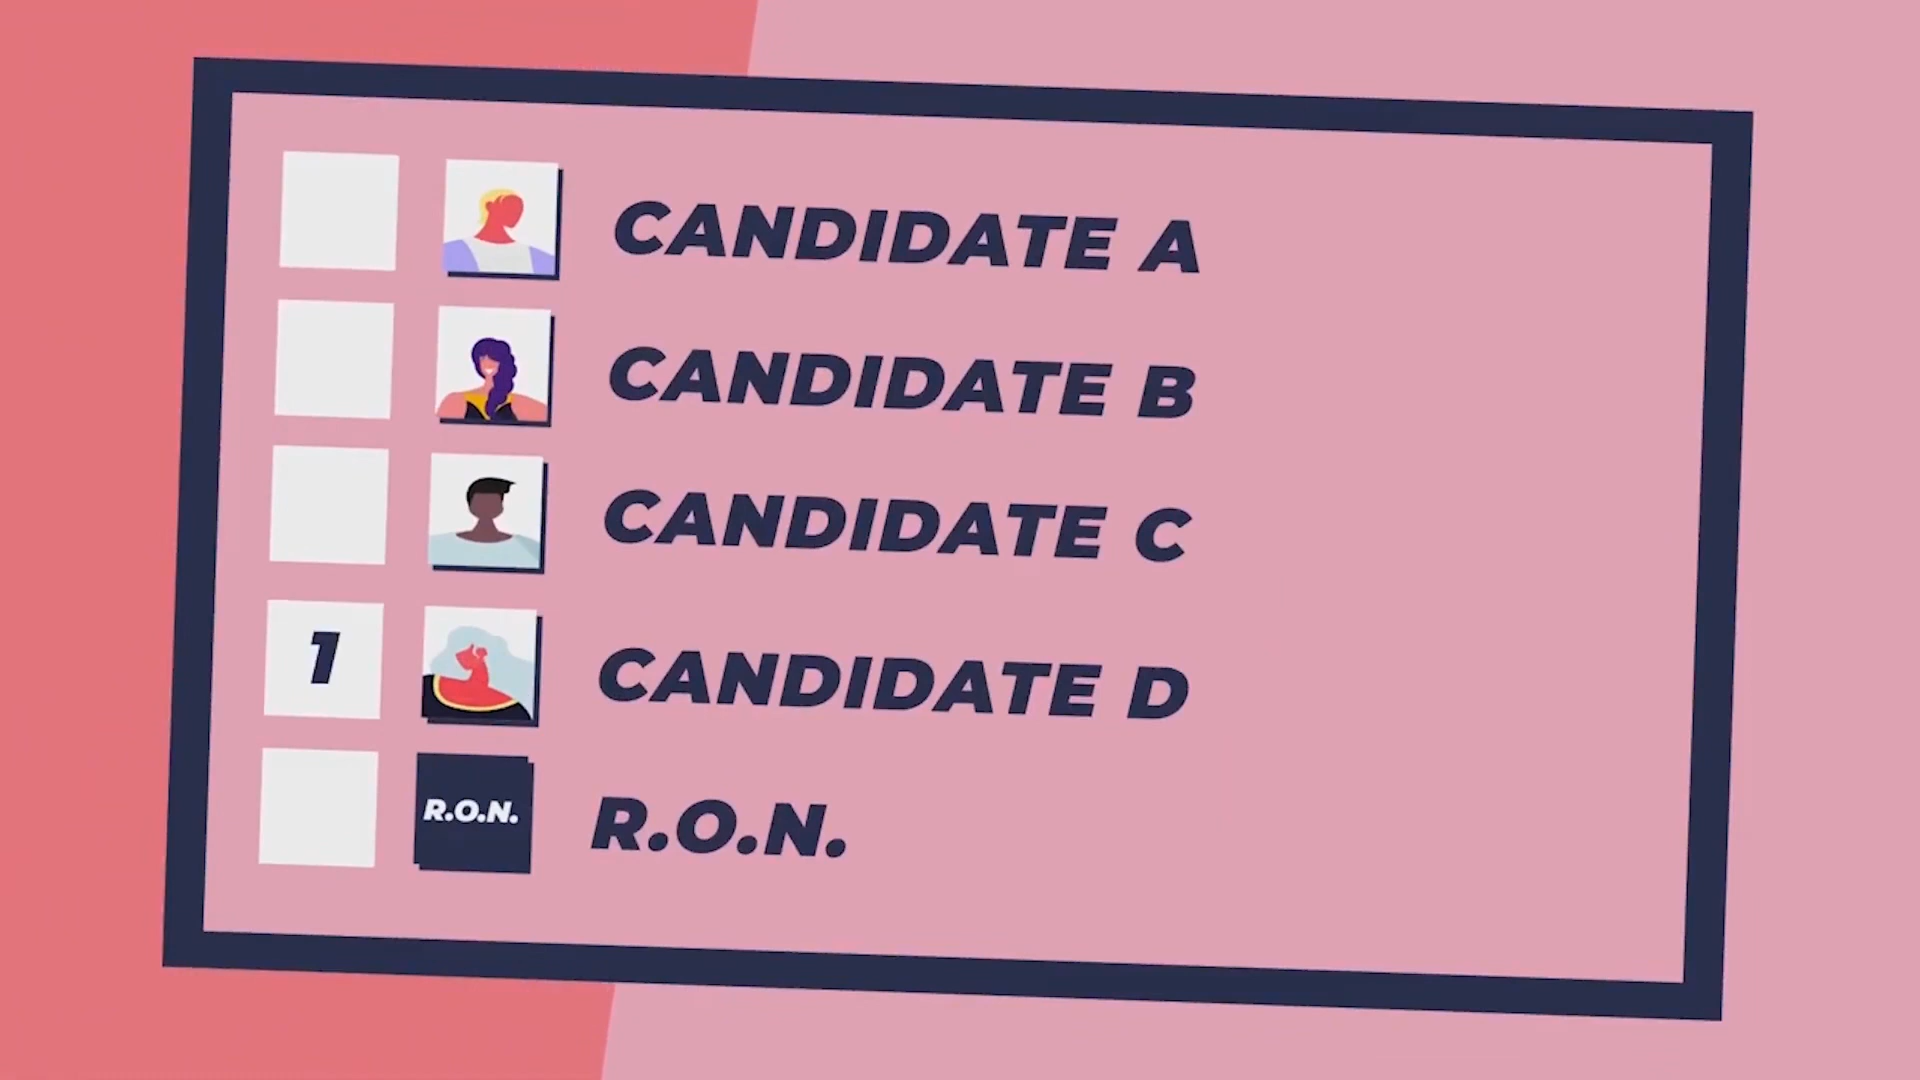 CANDIDATE A
CANDIDATE B
CANDIDATE C
1 CANDIDATE D
R.O.N. R.O.N.